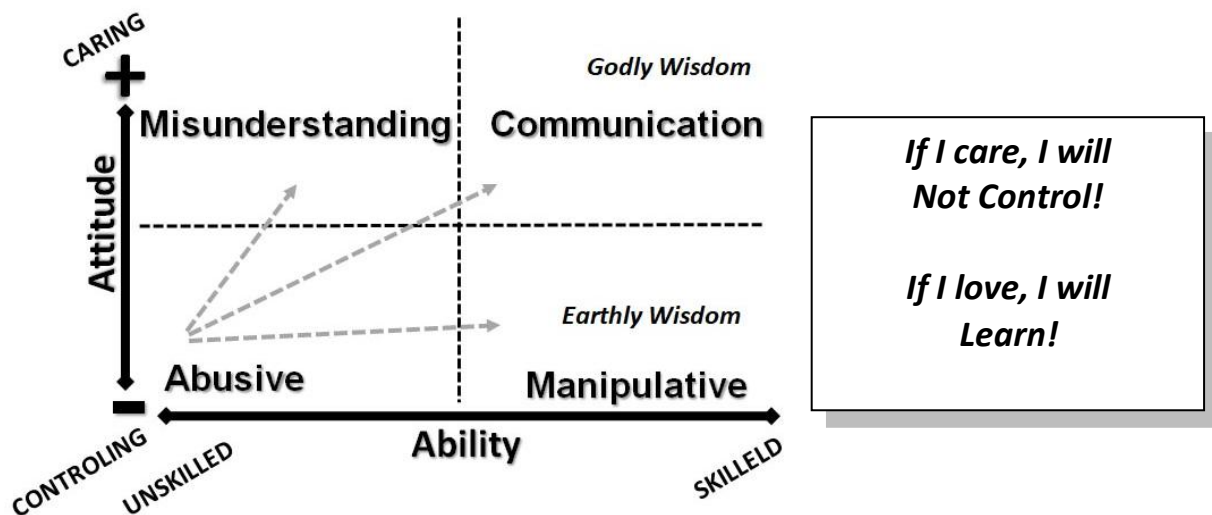 CARING
+
Godly Wisdom
Misunderstanding
Communication
Attitude
Earthly Wisdom
Abusive
Manipulative
-
Ability
CONTROLING
UNSKILLED
SKILLELD
If I care, I will
Not Control!
If I love, I will
Learn!